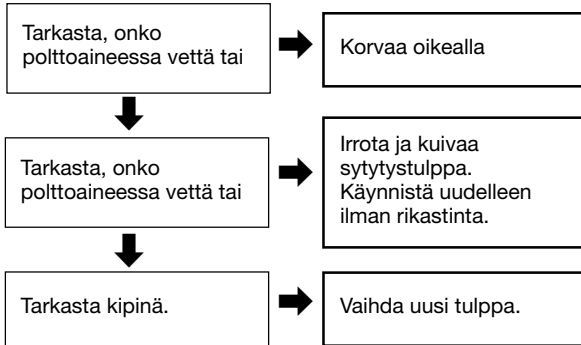 Tarkasta, onko
polttoaineessa vettä tai
Korvaa oikealla
Tarkasta, onko
polttoaineessa vettä tai
Irrota ja kuivaa
sytytystulppa.
Käynnistä uudelleen
ilman rikastinta.
Tarkasta kipinä.
Vaihda uusi tulppa.